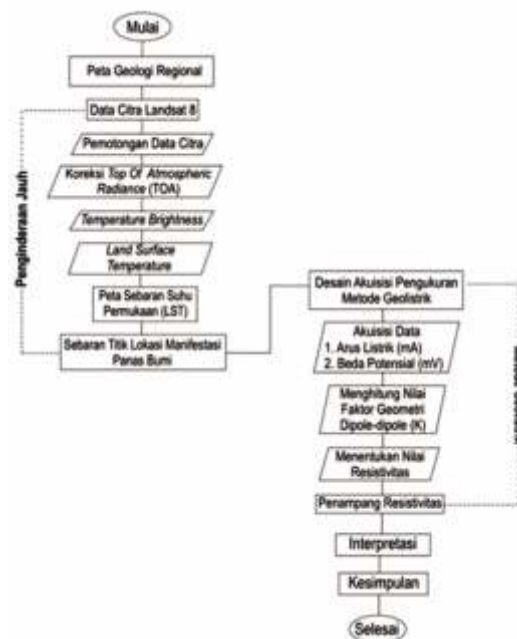 Mulai
Peta Geologi Regional
Data Citra Landsat 8
Pemotongan Data Citra
Koreksi Top Of Atmospheric
Radiance (TOA)
Temperature Brightness
Land Surface
Temperature
Peta Sebaran Suhu
Permukaan (LST)
Sebaran Titik Lokasi Manifestasi
Panas Bumi
Penginderaan Jauh
Desain Akuisisi Pengukuran
Metode Geolistrik
Akuisisi Data
1. Arus Listrik (mA)
2. Beda Potensial (mV)
Menghitung Nilai
Faktor Geometri
Dipole-dipole (K)
Menentukan Nilai
Resistivitas
Penampang Resistivitas
Interpretasi
Kesimpulan
Selesai